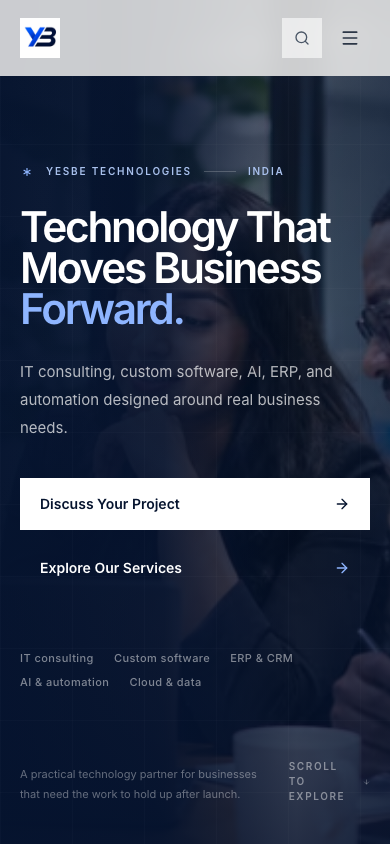 YB
* YESBE TECHNOLOGIES INDIA
Technology That
Moves Business
Forward.
IT consulting, custom software, AI, ERP, and
automation designed around real business
needs.
Discuss Your Project →
Explore Our Services →
IT consulting Custom software ERP & CRM
AI & automation Cloud & data
A practical technology partner for businesses
that need the work to hold up after launch.
SCROLL
TO
EXPLORE ↓